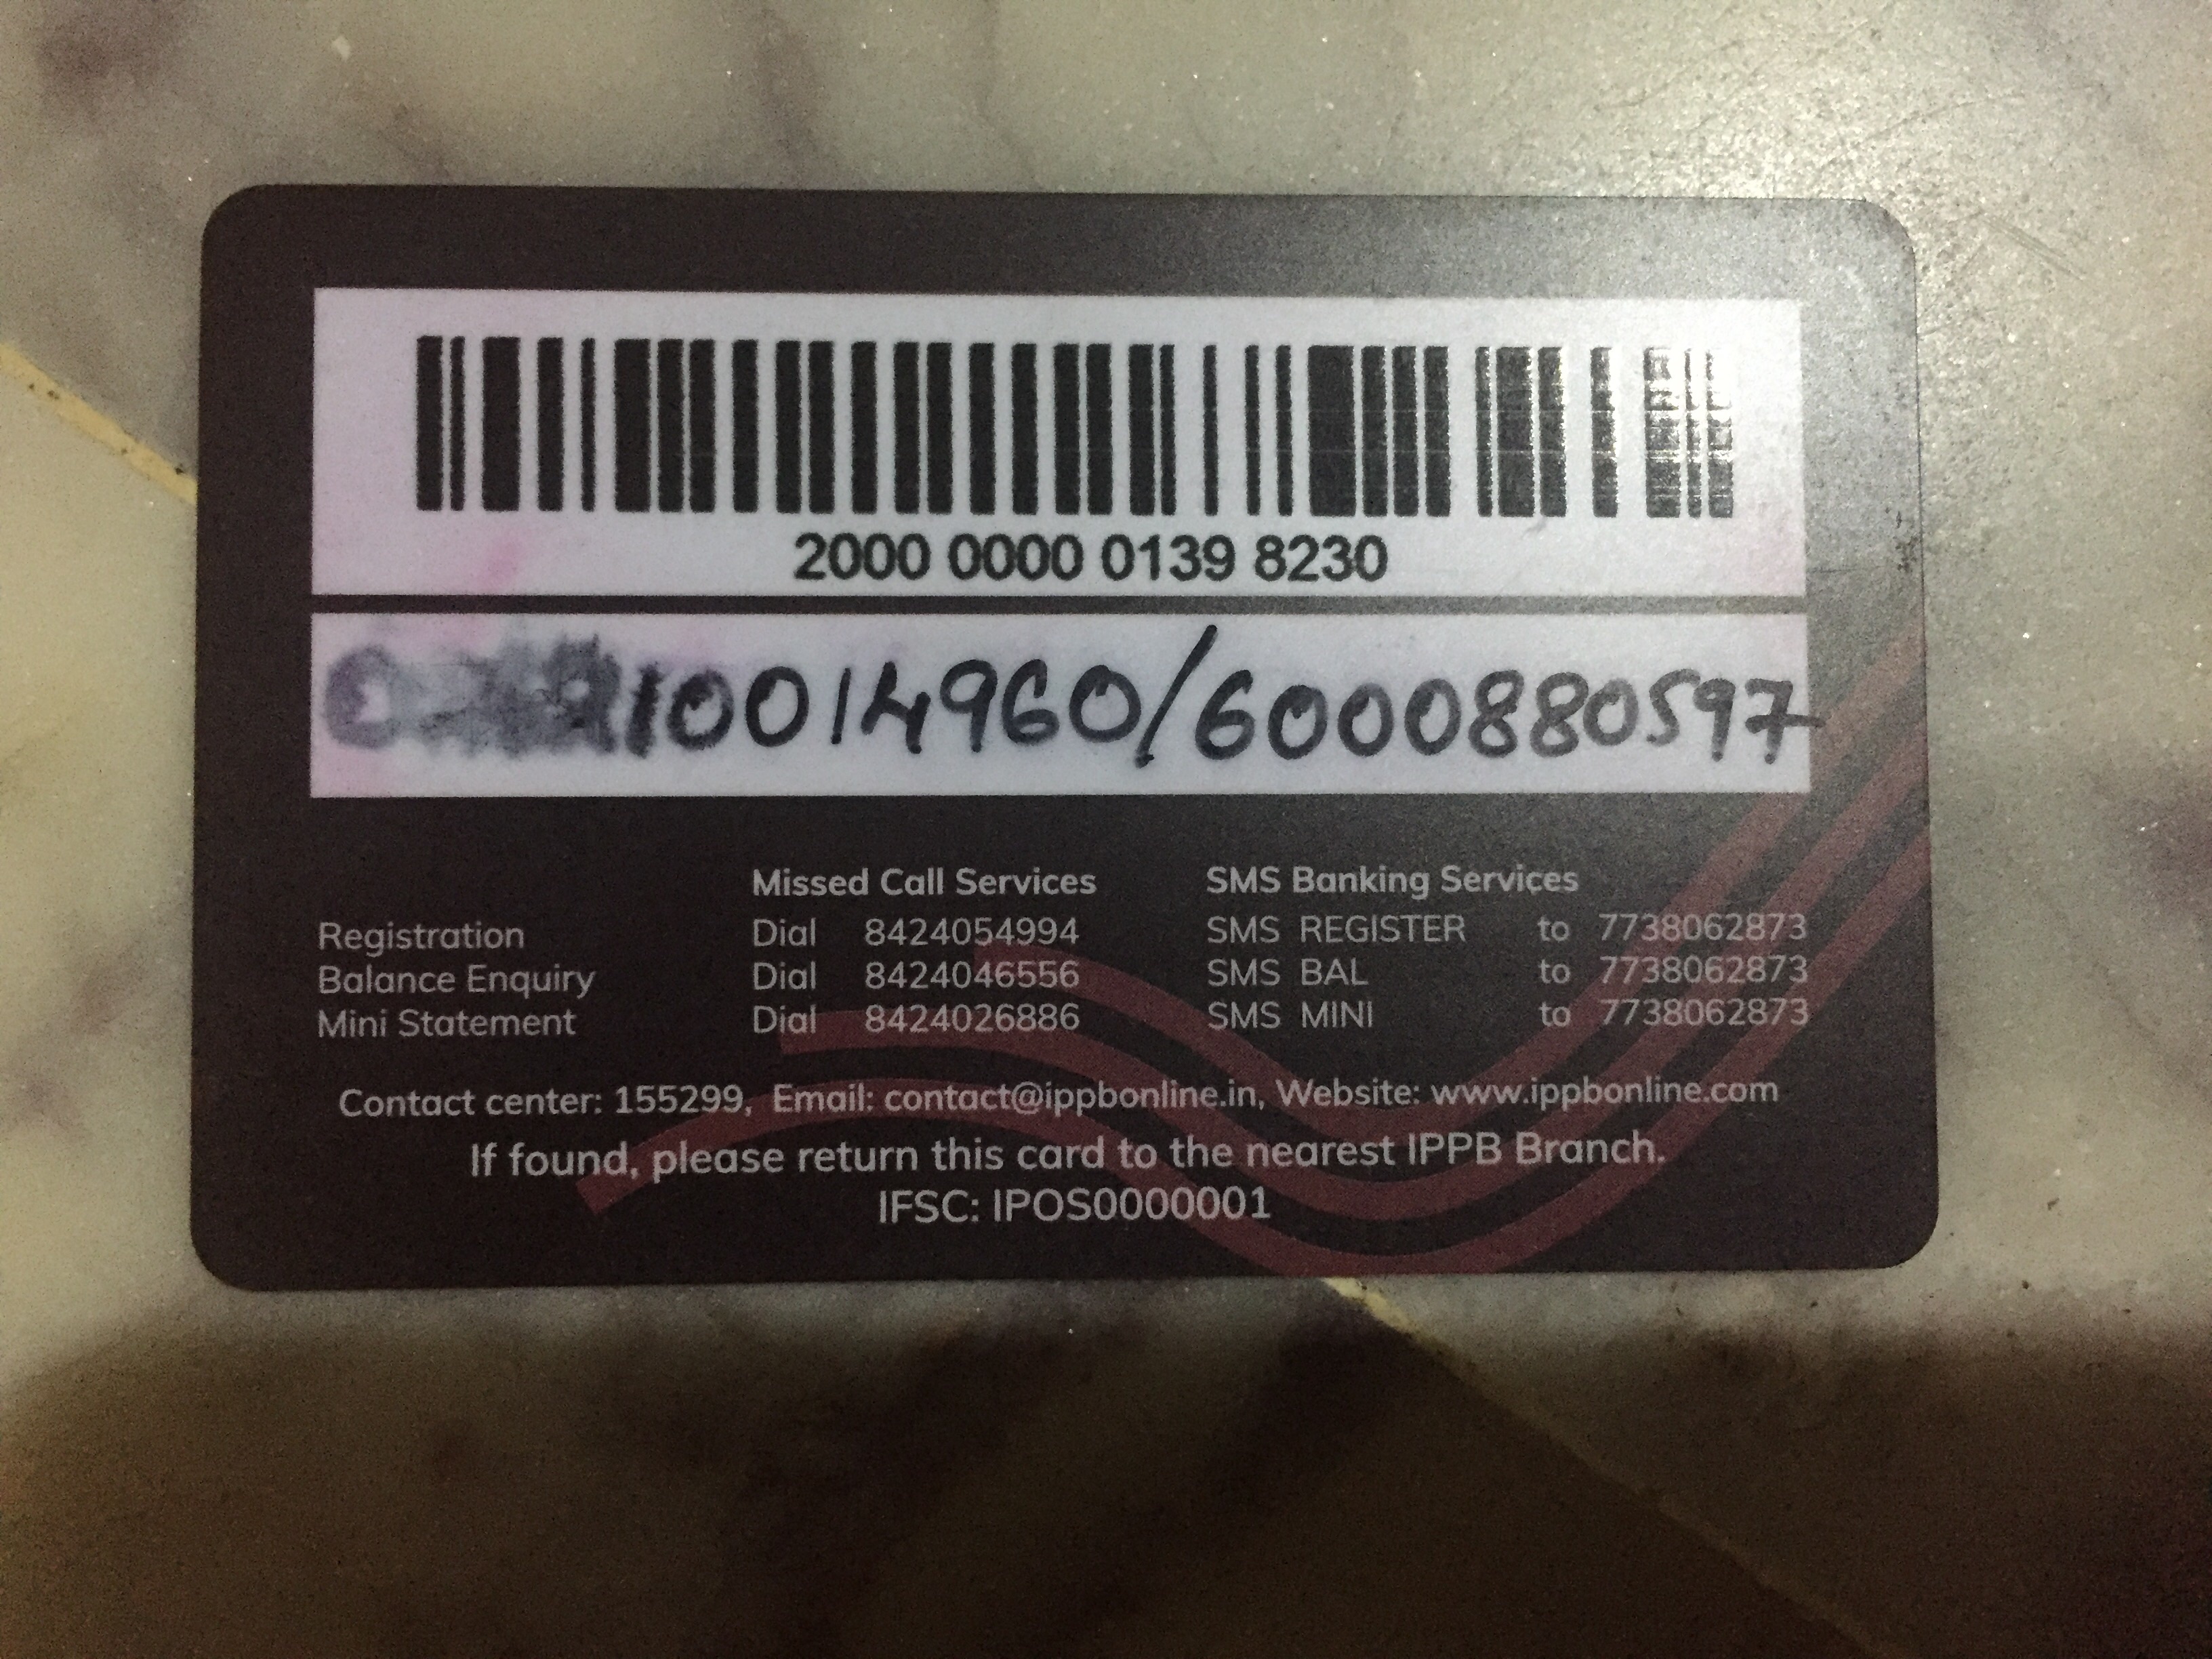 2000 0000 0139 8230
10014960/6000880597
Missed Call Services SMS Banking Services
Registration Dial 8424054994 SMS REGISTER to 7738062873
Balance Enquiry Dial 8424046556 SMS BAL to 7738062873
Mini Statement Dial 8424026886 SMS MINI to 7738062873
Contact center: 155299, Email: contact@ippbonline.in, Website: www.ippbonline.com
If found, please return this card to the nearest IPPB Branch.
IFSC: IPOS0000001